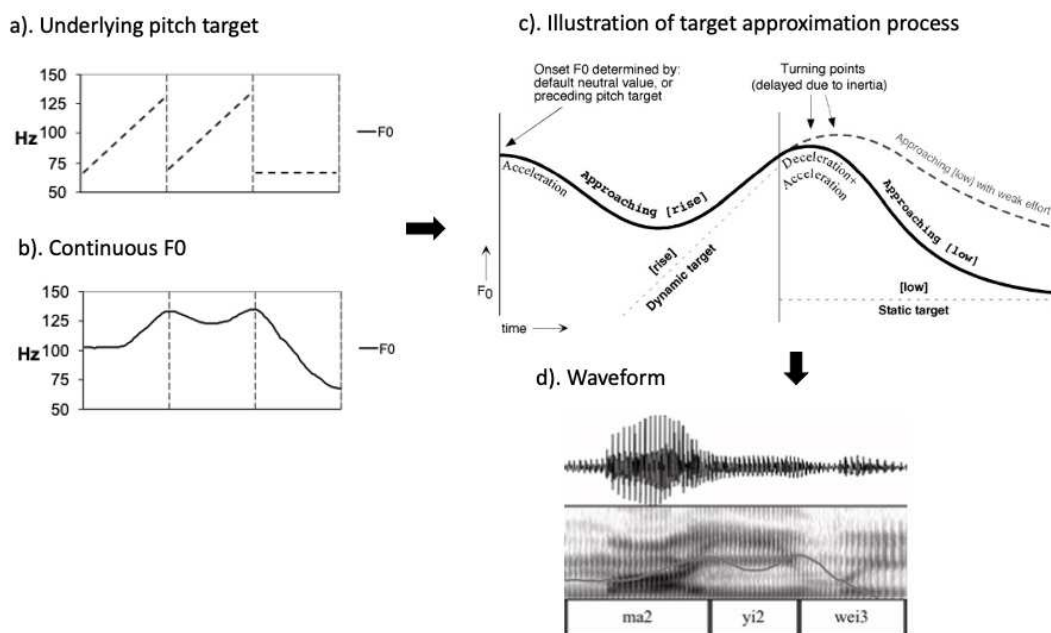 a). Underlying pitch target
150
125
Hz 100
75
50
—F0
b). Continuous F0
150
125
Hz 100
75
50
—F0
c). Illustration of target approximation process
Onset F0 determined by:
default neutral value, or
preceding pitch target
Turning points
(delayed due to inertia)
Acceleration
Approaching [rise]
[rise]
Dynamic target
Deceleration+
Acceleration
Approaching [low] with weak effort
Approaching [low]
[low]
Static target
F0
time
d). Waveform
ma2
yi2
wei3